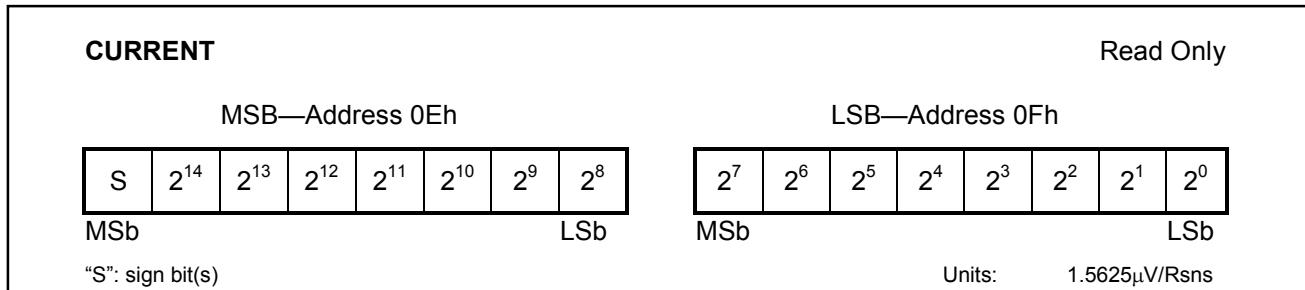 CURRENT Read Only
MSB—Address 0Eh LSB—Address 0Fh
S 2^14 2^13 2^12 2^11 2^10 2^9 2^8 2^7 2^6 2^5 2^4 2^3 2^2 2^1 2^0
MSb LSb MSb LSb
“S”: sign bit(s) Units: 1.5625μV/Rsns